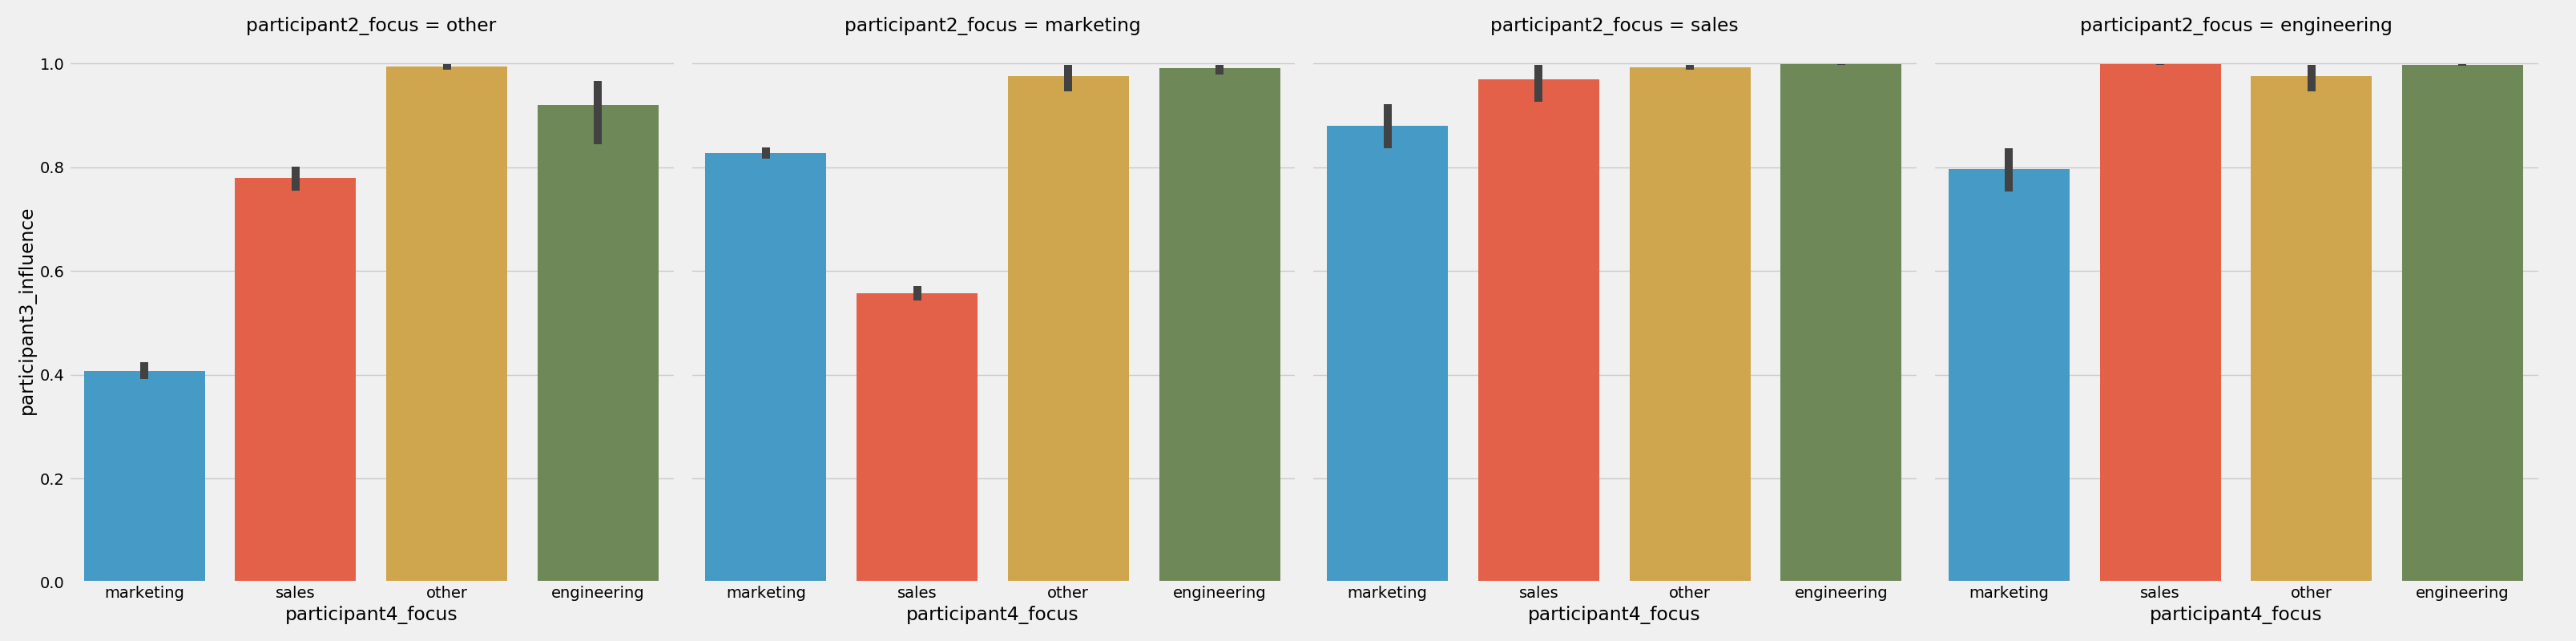 participant2_focus = other
participant2_focus = marketing
participant2_focus = sales
participant2_focus = engineering
participant3_influence
1.0
0.8
0.6
0.4
0.2
0.0
marketing sales other engineering
participant4_focus
marketing sales other engineering
participant4_focus
marketing sales other engineering
participant4_focus
marketing sales other engineering
participant4_focus